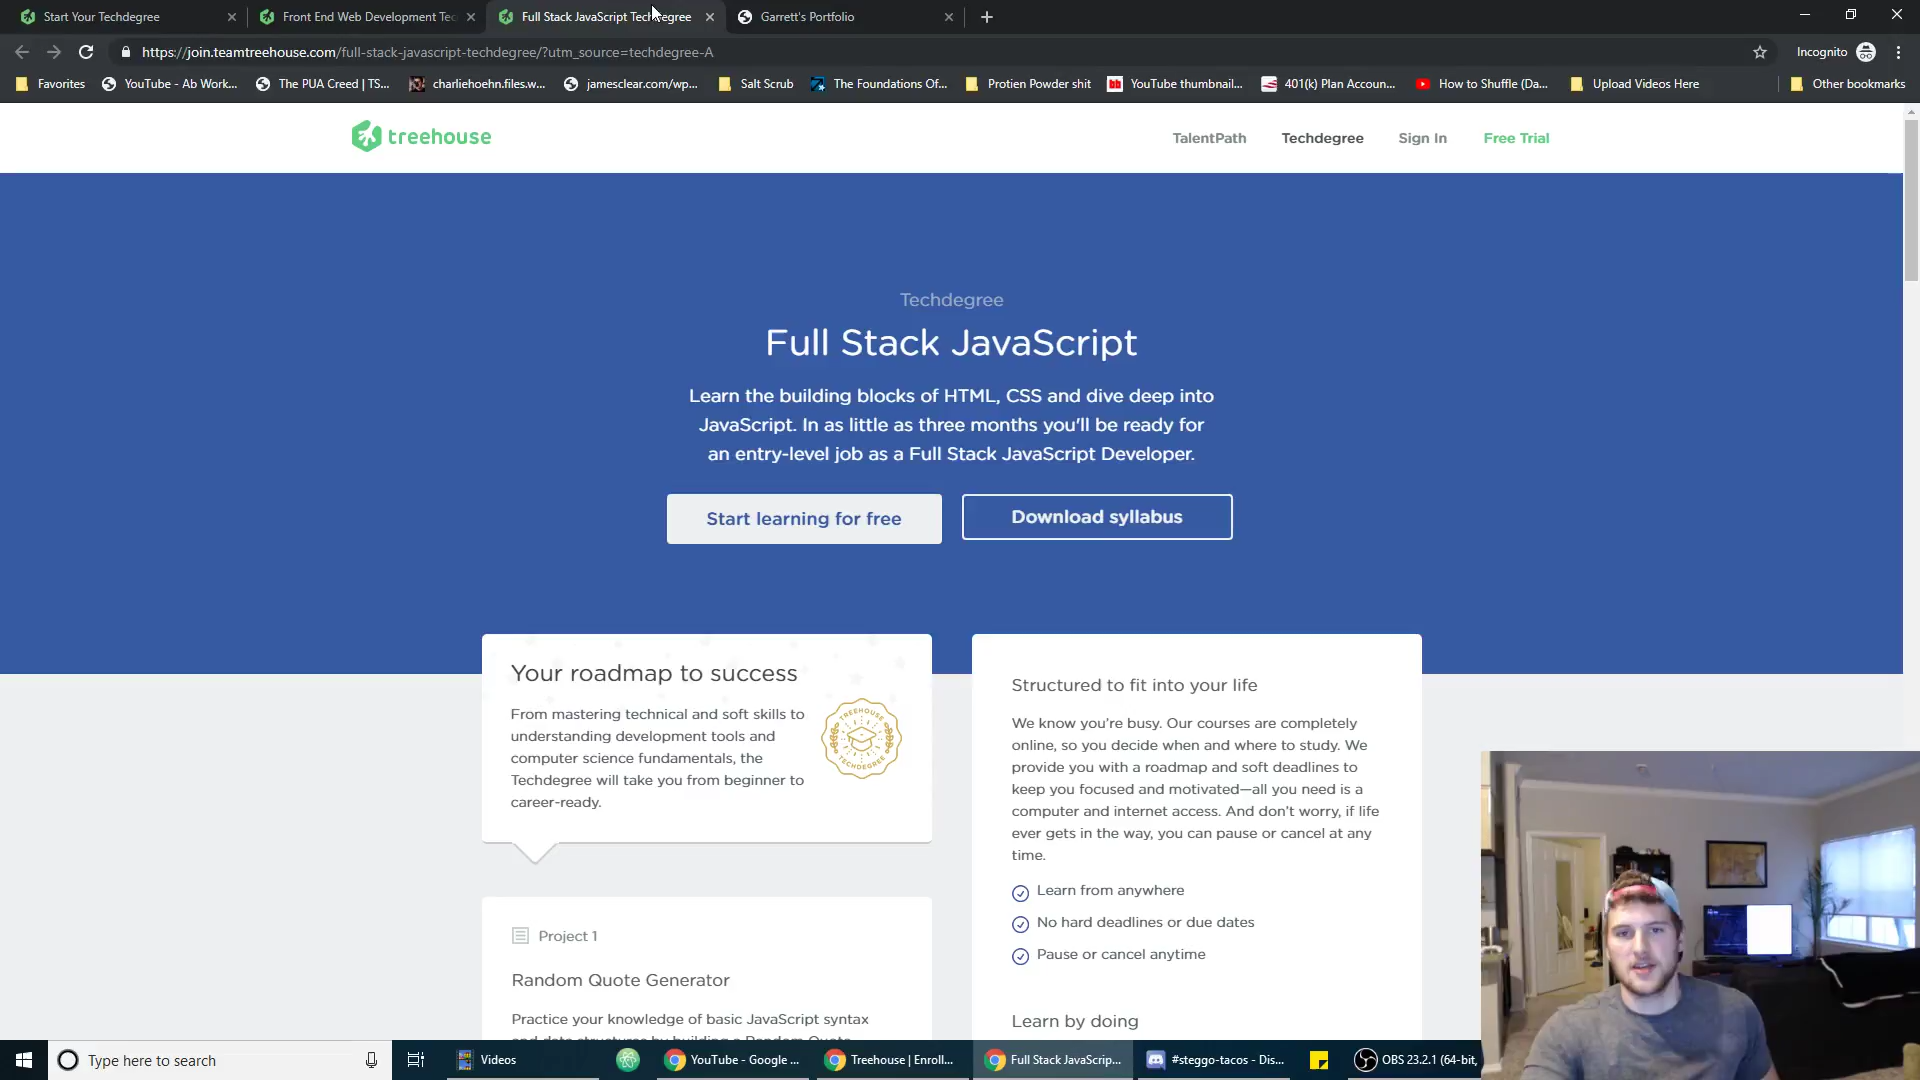 Start Your Techdegree
Front End Web Development Tec
Full Stack JavaScript Techdegree
Garrett's Portfolio
https://join.teamtreehouse.com/full-stack-javascript-techdegree/?utm_source=techdegree-A
Incognito
Favorites
YouTube - Ab Work...
The PUA Creed | TS...
charliehoehn.files.w...
jamesclear.com/wp...
Salt Scrub
The Foundations Of...
Protien Powder shit
YouTube thumbnail...
401(k) Plan Accoun...
How to Shuffle (Da...
Upload Videos Here
Other bookmarks
treehouse
TalentPath
Techdegree
Sign In
Free Trial
Techdegree
Full Stack JavaScript
Learn the building blocks of HTML, CSS and dive deep into
JavaScript. In as little as three months you'll be ready for
an entry-level job as a Full Stack JavaScript Developer.
Start learning for free
Download syllabus
Your roadmap to success
From mastering technical and soft skills to
understanding development tools and
computer science fundamentals, the
Techdegree will take you from beginner to
career-ready.
TREEHOUSE
TECHDEGREE
Structured to fit into your life
We know you're busy. Our courses are completely
online, so you decide when and where to study. We
provide you with a roadmap and soft deadlines to
keep you focused and motivated—all you need is a
computer and internet access. And don't worry, if life
ever gets in the way, you can pause or cancel at any
time.
Learn from anywhere
No hard deadlines or due dates
Pause or cancel anytime
Project 1
Random Quote Generator
Practice your knowledge of basic JavaScript syntax
Learn by doing
Type here to search
Videos
YouTube - Google ...
Treehouse | Enroll...
Full Stack JavaScrip...
#steggo-tacos - Dis...
OBS 23.2.1 (64-bit,